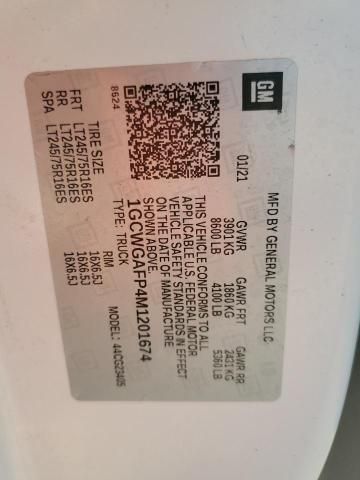 GM
MFD BY GENERAL MOTORS LLC
01/21
GVWR GAWR FRT GAWR RR
3901 KG 1860 KG 2431 KG
8600 LB 4100 LB 5360 LB
THIS VEHICLE CONFORMS TO ALL
APPLICABLE U.S. FEDERAL MOTOR
VEHICLE SAFETY STANDARDS IN EFFECT
ON THE DATE OF MANUFACTURE
SHOWN ABOVE.
1GCWGAFP4M1201674
TYPE: TRUCK MODEL: 44CG23405
8624
TIRE SIZE RIM
FRT LT245/75R16ES 16X6.5J
RR LT245/75R16ES 16X6.5J
SPA LT245/75R16ES 16X6.5J